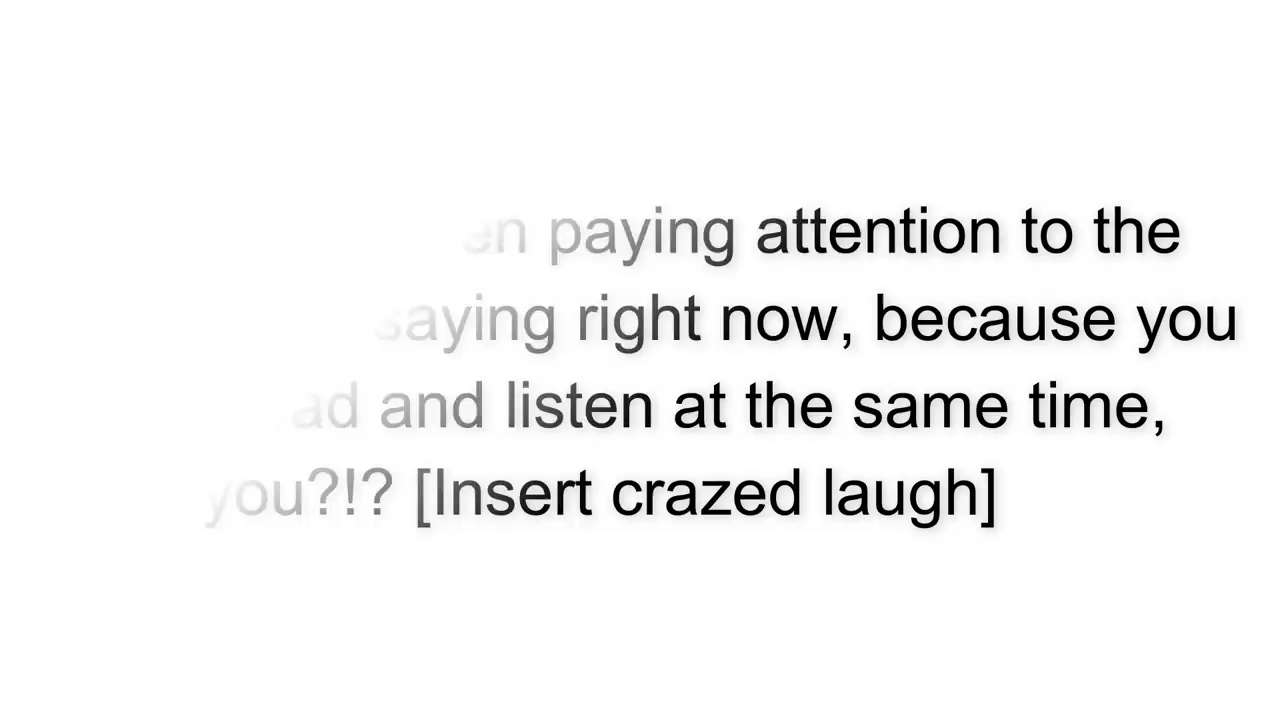 paying attention to the
saying right now, because you
and listen at the same time,
you?!? [Insert crazed laugh]